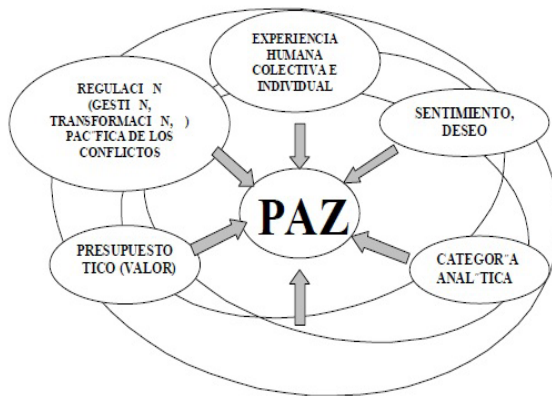 EXPERIENCIA
HUMANA
COLECTIVA E
INDIVIDUAL
REGULACI N
(GESTI N,
TRANSFORMACI N, )
PAC¨FICA DE LOS
CONFLICTOS
SENTIMIENTO,
DESEO
PAZ
PRESUPUESTO
TICO (VALOR)
CATEGOR¨A
ANAL¨TICA